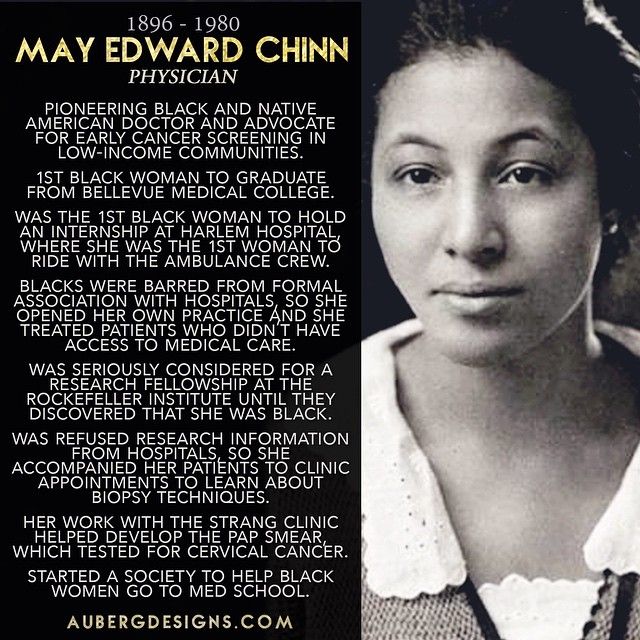 1896 - 1980
MAY EDWARD CHINN
PHYSICIAN
PIONEERING BLACK AND NATIVE
AMERICAN DOCTOR AND ADVOCATE
FOR EARLY CANCER SCREENING IN
LOW-INCOME COMMUNITIES.
1ST BLACK WOMAN TO GRADUATE
FROM BELLEVUE MEDICAL COLLEGE.
WAS THE 1ST BLACK WOMAN TO HOLD
AN INTERNSHIP AT HARLEM HOSPITAL,
WHERE SHE WAS THE 1ST WOMAN TO
RIDE WITH THE AMBULANCE CREW.
BLACKS WERE BARRED FROM FORMAL
ASSOCIATION WITH HOSPITALS, SO SHE
OPENED HER OWN PRACTICE AND SHE
TREATED PATIENTS WHO DIDN'T HAVE
ACCESS TO MEDICAL CARE.
WAS SERIOUSLY CONSIDERED FOR A
RESEARCH FELLOWSHIP AT THE
ROCKEFELLER INSTITUTE UNTIL THEY
DISCOVERED THAT SHE WAS BLACK.
WAS REFUSED RESEARCH INFORMATION
FROM HOSPITALS, SO SHE
ACCOMPANIED HER PATIENTS TO CLINIC
APPOINTMENTS TO LEARN ABOUT
BIOPSY TECHNIQUES.
HER WORK WITH THE STRANG CLINIC
HELPED DEVELOP THE PAP SMEAR,
WHICH TESTED FOR CERVICAL CANCER.
STARTED A SOCIETY TO HELP BLACK
WOMEN GO TO MED SCHOOL.
AUBERGDESIGNS.COM